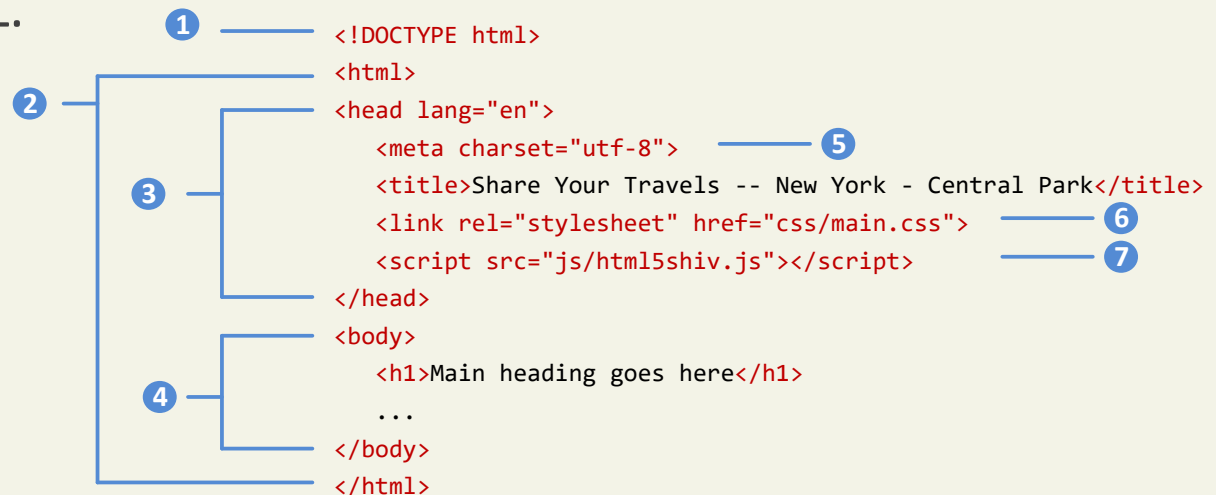 1 <!DOCTYPE html>
<html>
2
<head lang="en">
<meta charset="utf-8"> 5
3 <title>Share Your Travels -- New York - Central Park</title>
<link rel="stylesheet" href="css/main.css"> 6
<script src="js/html5shiv.js"></script> 7
</head>
<body>
<h1>Main heading goes here</h1>
4 ...
</body>
</html>